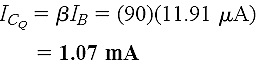 I_{C_Q} = βI_B = (90)(11.91 μA)
= 1.07 mA